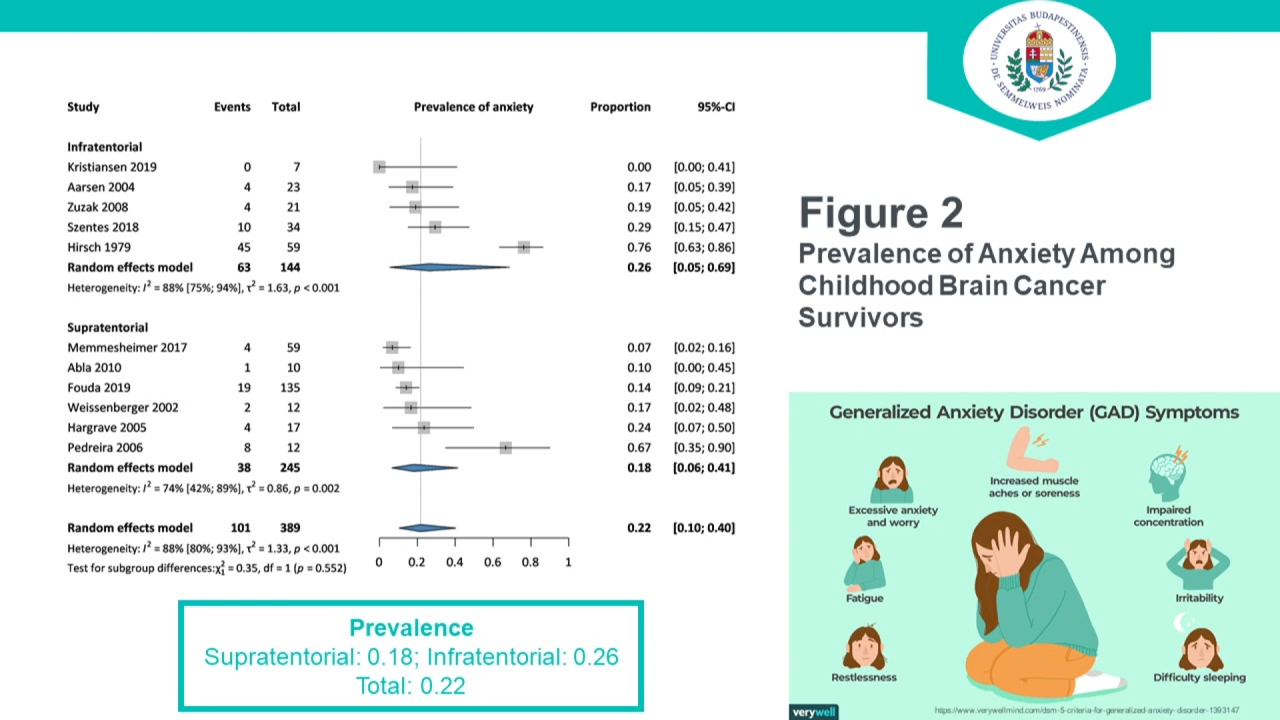 UNIVERSITAS BUDAPESTINENSIS
DE SEMMELWEIS NOMINATA
1769
Study Events Total Prevalence of anxiety Proportion 95%-CI
Infratentorial
Kristiansen 2019 0 7 0.00 [0.00; 0.41]
Aarsen 2004 4 23 0.17 [0.05; 0.39]
Zuzak 2008 4 21 0.19 [0.05; 0.42]
Szentes 2018 10 34 0.29 [0.15; 0.47]
Hirsch 1979 45 59 0.76 [0.63; 0.86]
Random effects model 63 144 0.26 [0.05; 0.69]
Heterogeneity: I² = 88% [75%; 94%], τ² = 1.63, p < 0.001
Supratentorial
Memmesheimer 2017 4 59 0.07 [0.02; 0.16]
Abla 2010 1 10 0.10 [0.00; 0.45]
Fouda 2019 19 135 0.14 [0.09; 0.21]
Weissenberger 2002 2 12 0.17 [0.02; 0.48]
Hargrave 2005 4 17 0.24 [0.07; 0.50]
Pedreira 2006 8 12 0.67 [0.35; 0.90]
Random effects model 38 245 0.18 [0.06; 0.41]
Heterogeneity: I² = 74% [42%; 89%], τ² = 0.86, p = 0.002
Random effects model 101 389 0.22 [0.10; 0.40]
Heterogeneity: I² = 88% [80%; 93%], τ² = 1.33, p < 0.001
Test for subgroup differences:χ²₁ = 0.35, df = 1 (p = 0.552)
0 0.2 0.4 0.6 0.8 1
Prevalence
Supratentorial: 0.18; Infratentorial: 0.26
Total: 0.22
Figure 2
Prevalence of Anxiety Among
Childhood Brain Cancer
Survivors
Generalized Anxiety Disorder (GAD) Symptoms
Increased muscle
aches or soreness
Excessive anxiety
and worry
Impaired
concentration
Fatigue
Irritability
Restlessness
Difficulty sleeping
verywell
https://www.verywellmind.com/dsm-5-criteria-for-generalized-anxiety-disorder-1393147